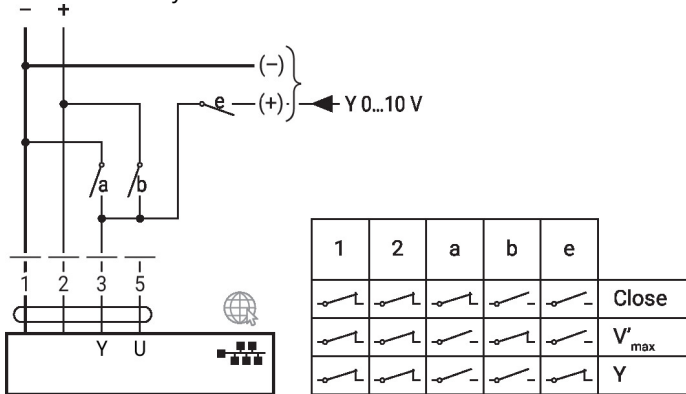 − +
(−)
e (+) Y 0...10 V
a b
1 2 3 5
Y U
1 2 a b e
Close
V'max
Y